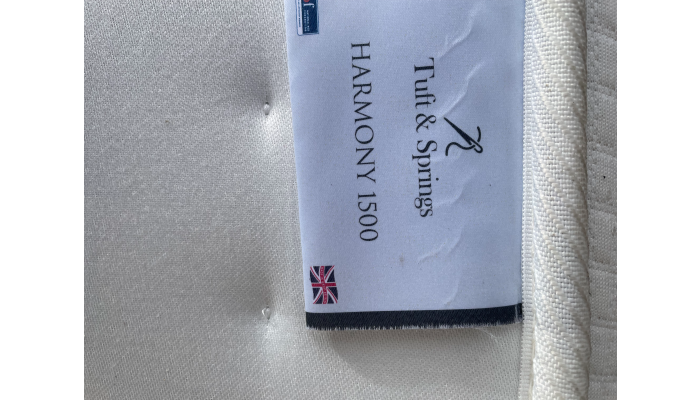 Tuft & Springs
HARMONY 1500